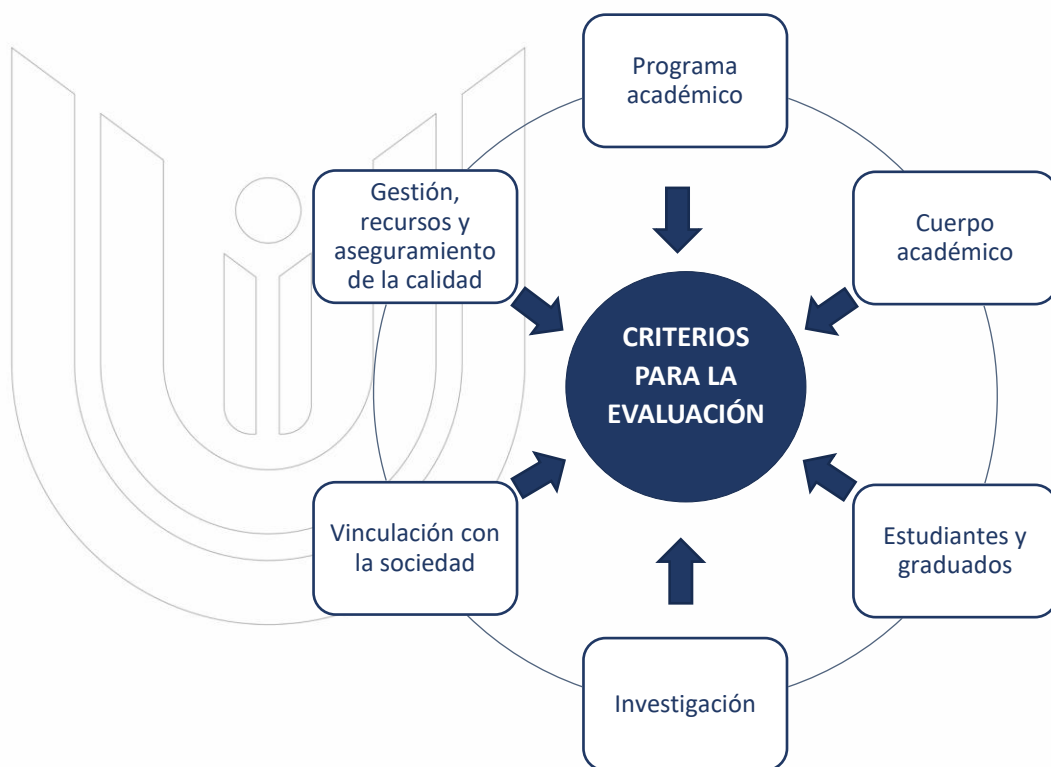 Programa
académico
Cuerpo
académico
Estudiantes y
graduados
Investigación
Vinculación con
la sociedad
Gestión,
recursos y
aseguramiento
de la calidad
CRITERIOS
PARA LA
EVALUACIÓN